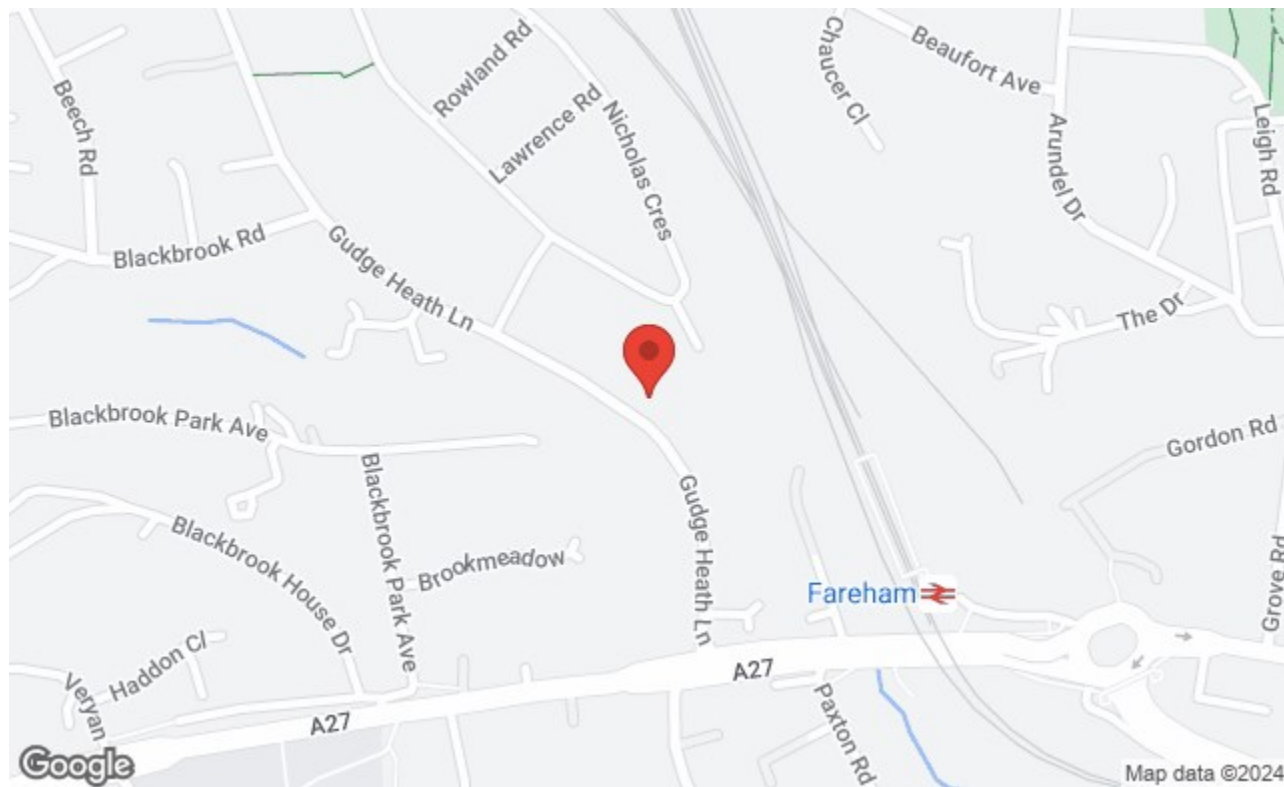 Chaucer Cl
Beaufort Ave
Rowland Rd
Lawrence Rd
Nicholas Cres
Beech Rd
Arundel Dr
Leigh Rd
Blackbrook Rd
Gudge Heath Ln
The Dr
Blackbrook Park Ave
Gordon Rd
Blackbrook Park Ave
Gudge Heath Ln
Blackbrook House Dr
Brookmeadow
Fareham
Grove Rd
Haddon Cl
Veryan
A27
A27
Paxton Rd
Google
Map data ©2024